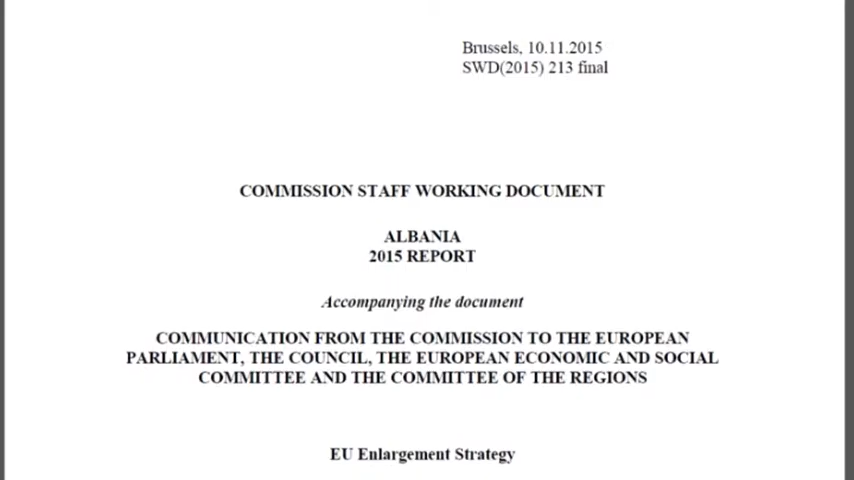 Brussels, 10.11.2015
SWD(2015) 213 final
COMMISSION STAFF WORKING DOCUMENT
ALBANIA
2015 REPORT
Accompanying the document
COMMUNICATION FROM THE COMMISSION TO THE EUROPEAN
PARLIAMENT, THE COUNCIL, THE EUROPEAN ECONOMIC AND SOCIAL
COMMITTEE AND THE COMMITTEE OF THE REGIONS
EU Enlargement Strategy